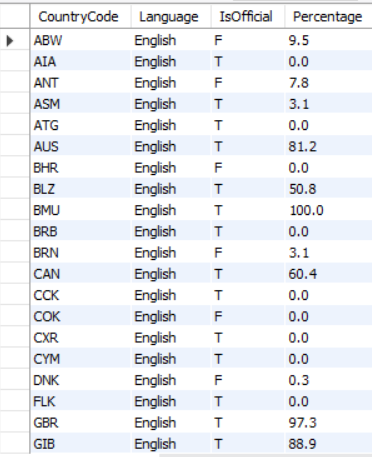 CountryCode Language IsOfficial Percentage
ABW English F 9.5
AIA English T 0.0
ANT English F 7.8
ASM English T 3.1
ATG English T 0.0
AUS English T 81.2
BHR English F 0.0
BLZ English T 50.8
BMU English T 100.0
BRB English T 0.0
BRN English F 3.1
CAN English T 60.4
CCK English T 0.0
COK English F 0.0
CXR English T 0.0
CYM English T 0.0
DNK English F 0.3
FLK English T 0.0
GBR English T 97.3
GIB English T 88.9